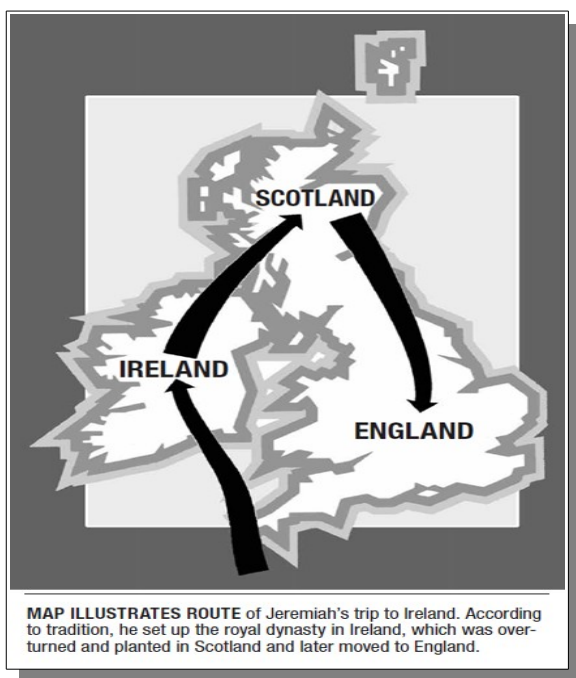 SCOTLAND
IRELAND
ENGLAND
MAP ILLUSTRATES ROUTE of Jeremiah's trip to Ireland. According
to tradition, he set up the royal dynasty in Ireland, which was over-
turned and planted in Scotland and later moved to England.